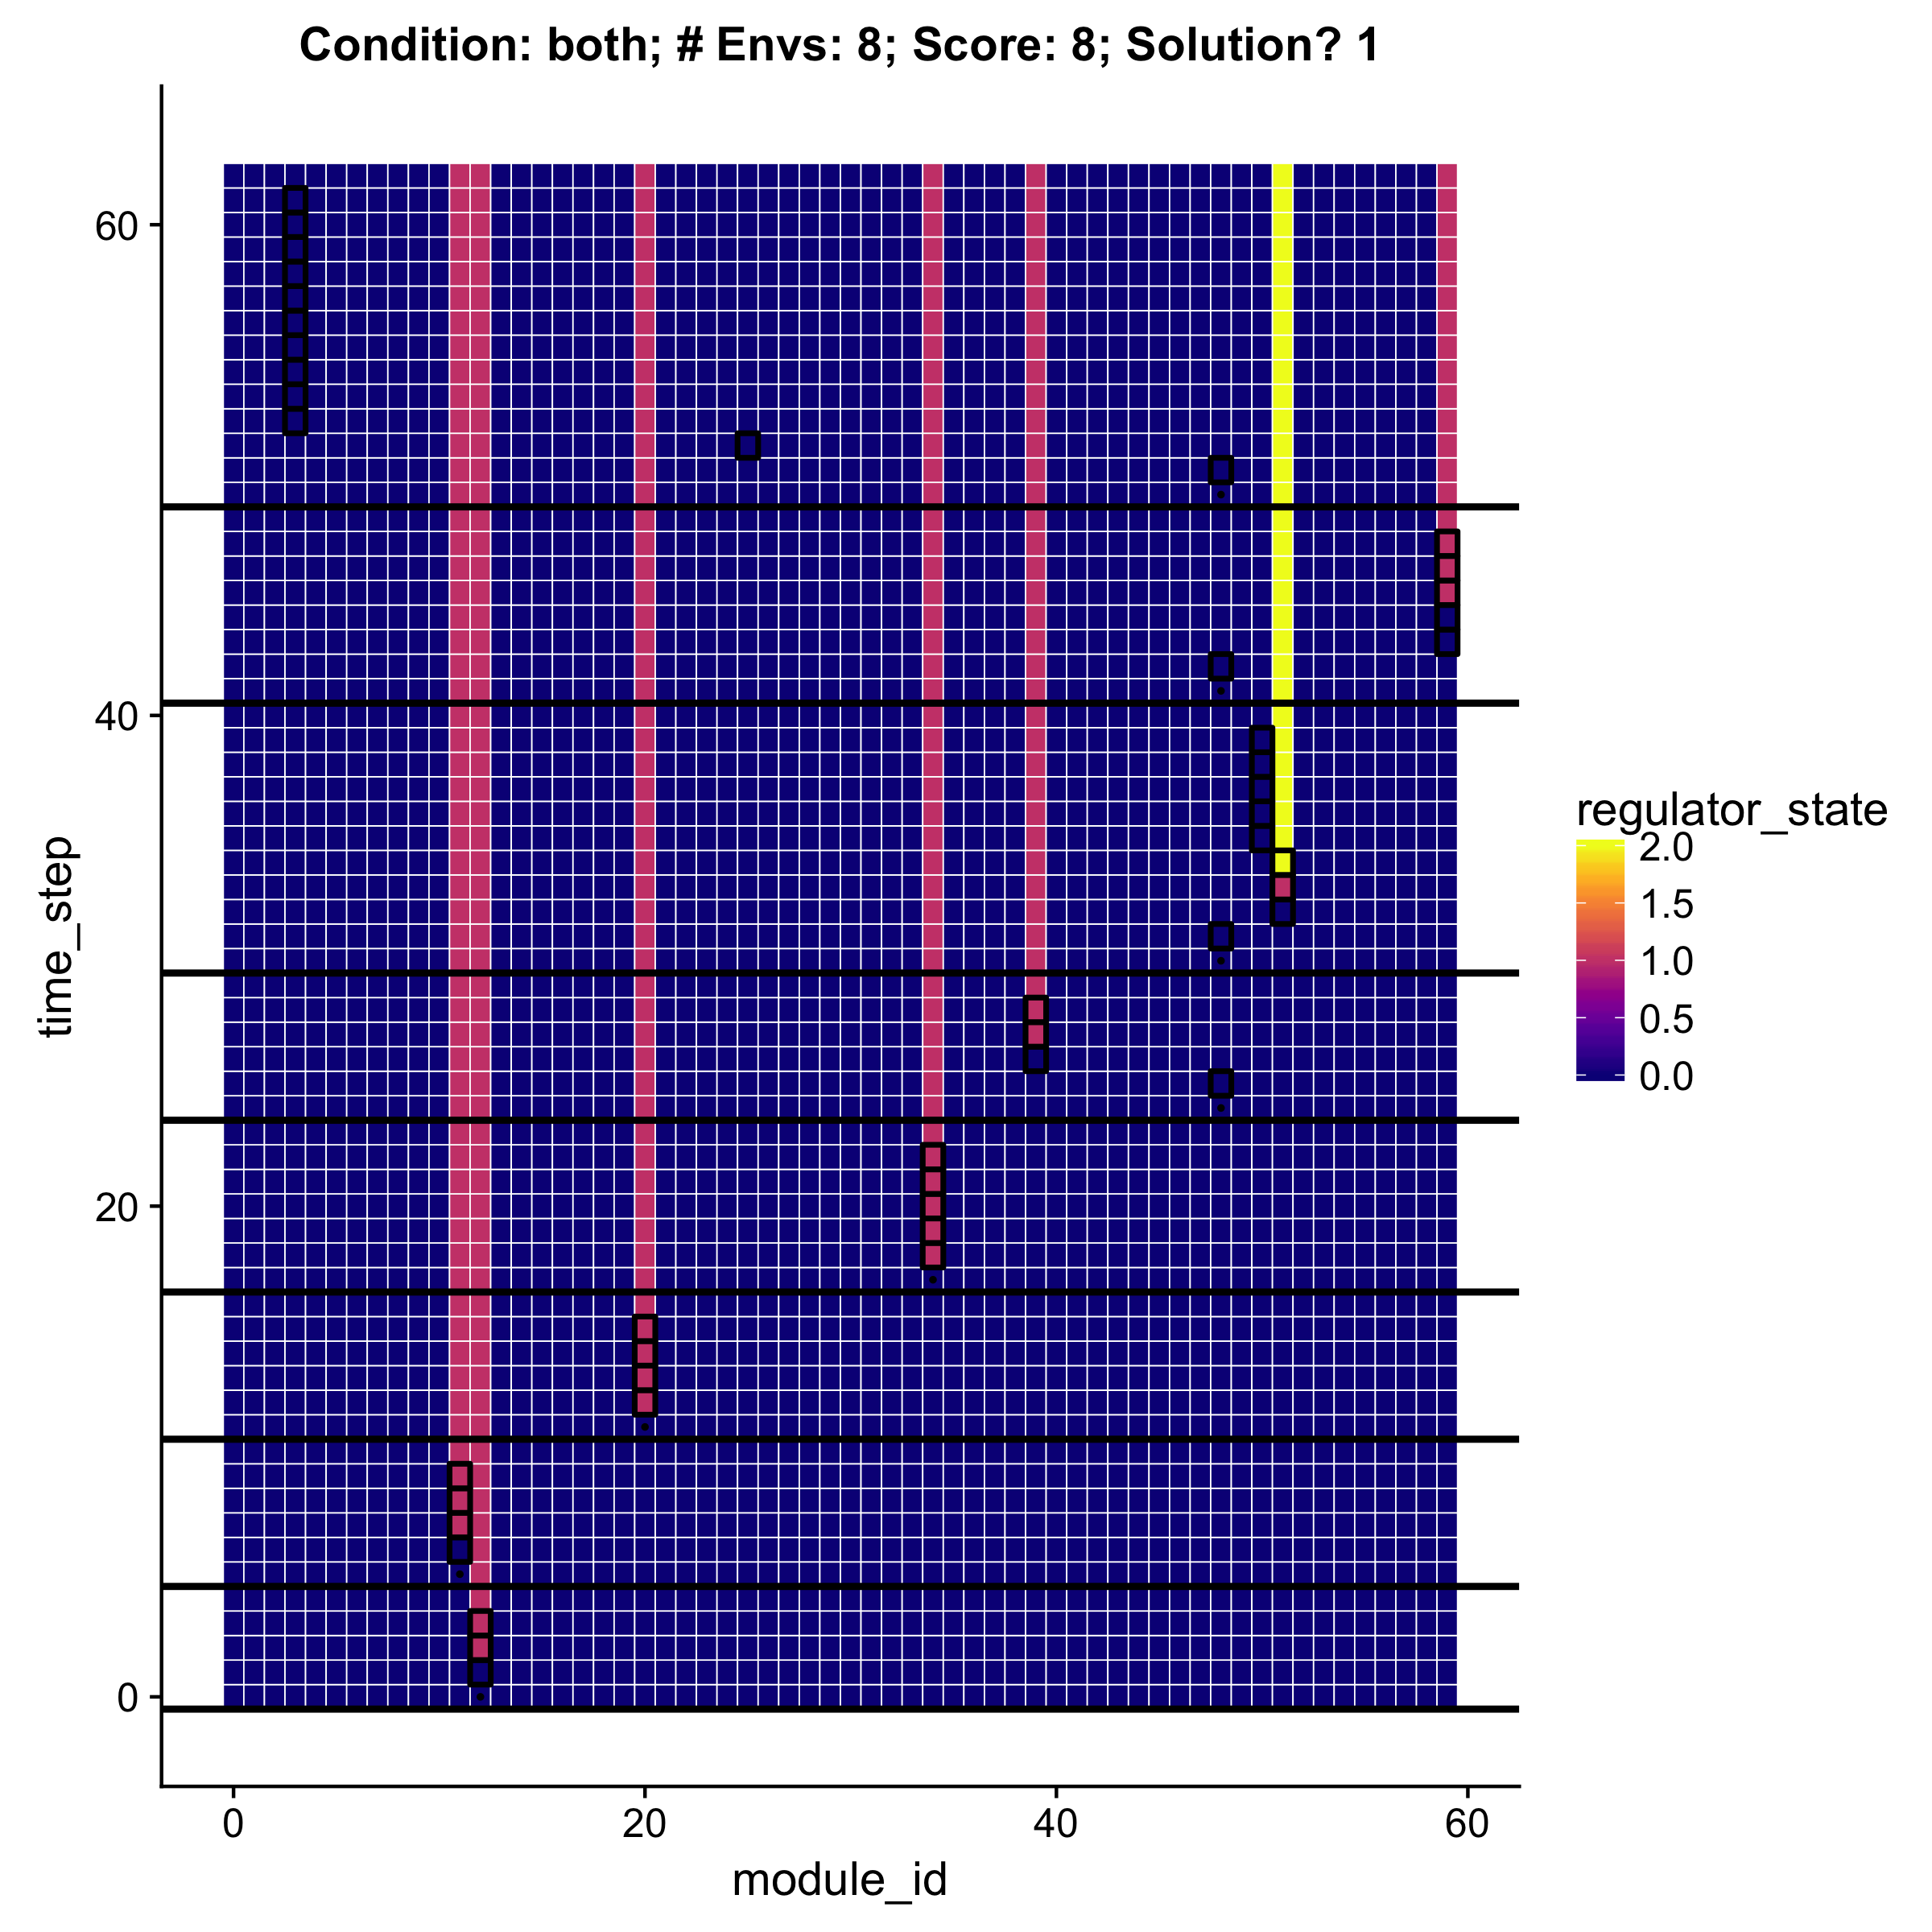 Condition: both; # Envs: 8; Score: 8; Solution? 1
60
40
20
0
time_step
0 20 40 60
module_id
regulator_state
2.0
1.5
1.0
0.5
0.0